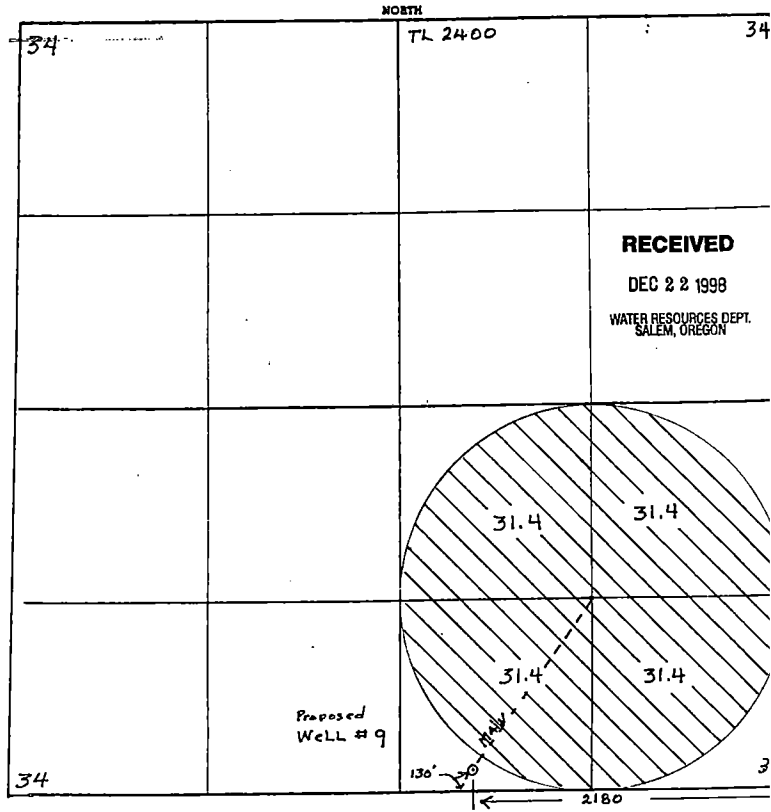 NORTH
34
TL 2400
34
RECEIVED
DEC 22 1998
WATER RESOURCES DEPT.
SALEM, OREGON
31.4
31.4
31.4
31.4
Proposed
WELL # 9
130'
34
3
2180